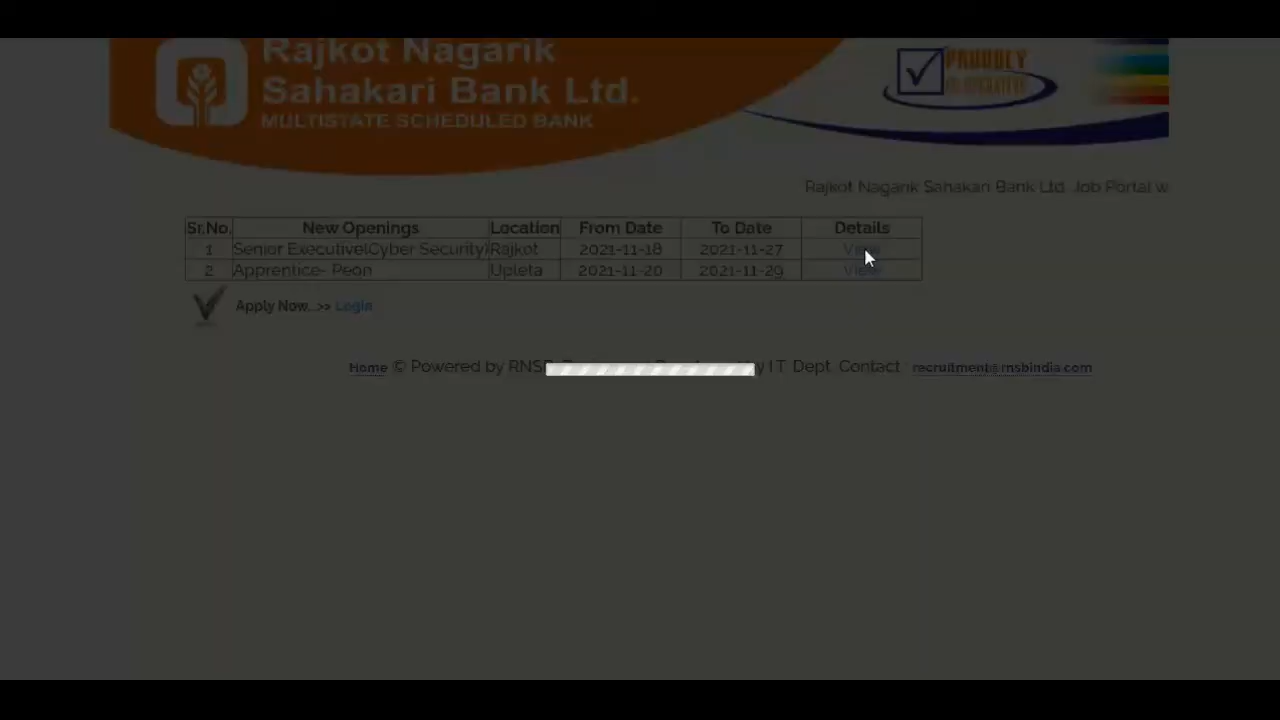 Rajkot Nagarik
Sahakari Bank Ltd.
MULTISTATE SCHEDULED BANK
PROUDLY
Rajkot Nagarik Sahakari Bank Ltd. Job Portal w
Sr.No. New Openings Location From Date To Date Details
1 Senior Executive(Cyber Security) Rajkot 2021-11-18 2021-11-27 View
2 Apprentice- Peon Upleta 2021-11-20 2021-11-29 View
Apply Now..>> Login
Home © Powered by RNSB y I.T. Dept. Contact : recruitment@rnsbindia.com